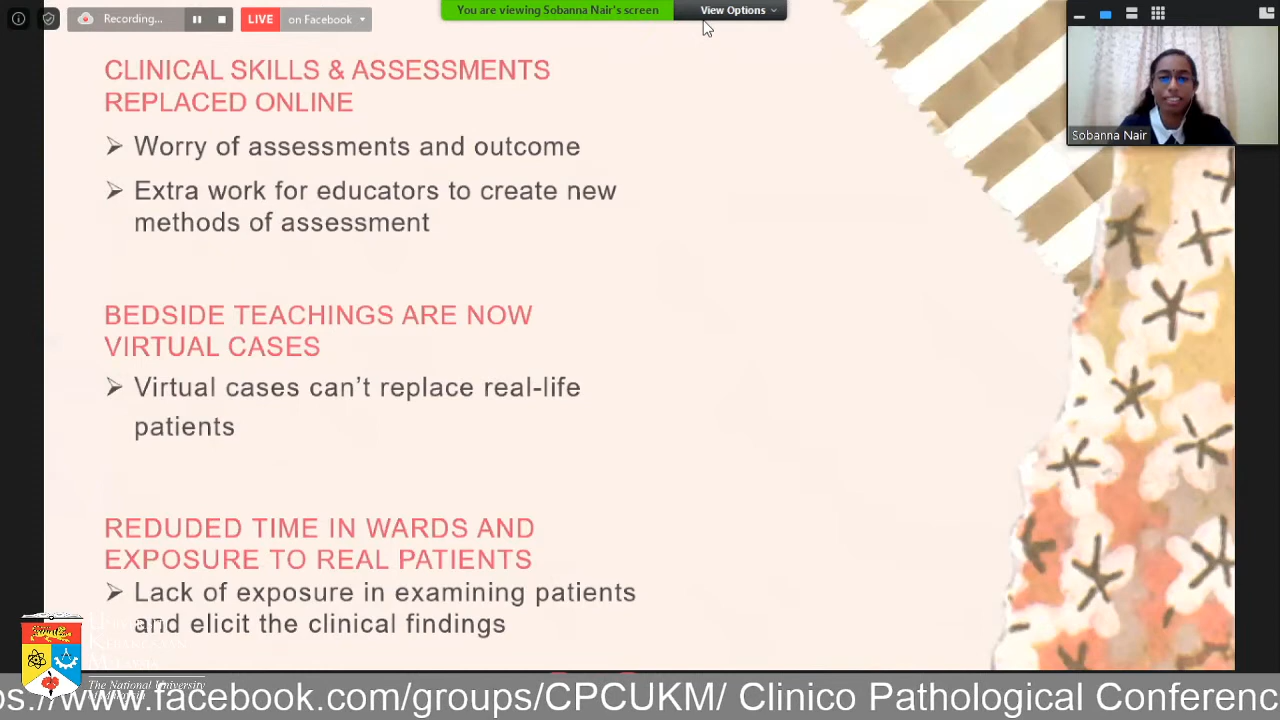 Recording...
LIVE
on Facebook
You are viewing Sobanna Nair's screen
View Options
Sobanna Nair
CLINICAL SKILLS & ASSESSMENTS
REPLACED ONLINE
Worry of assessments and outcome
Extra work for educators to create new
methods of assessment
BEDSIDE TEACHINGS ARE NOW
VIRTUAL CASES
Virtual cases can’t replace real-life
patients
REDUDED TIME IN WARDS AND
EXPOSURE TO REAL PATIENTS
Lack of exposure in examining patients
elicit the clinical findings
The National University
ps://www.facebook.com/groups/CPCUKM/ Clinico Pathological Conferenc